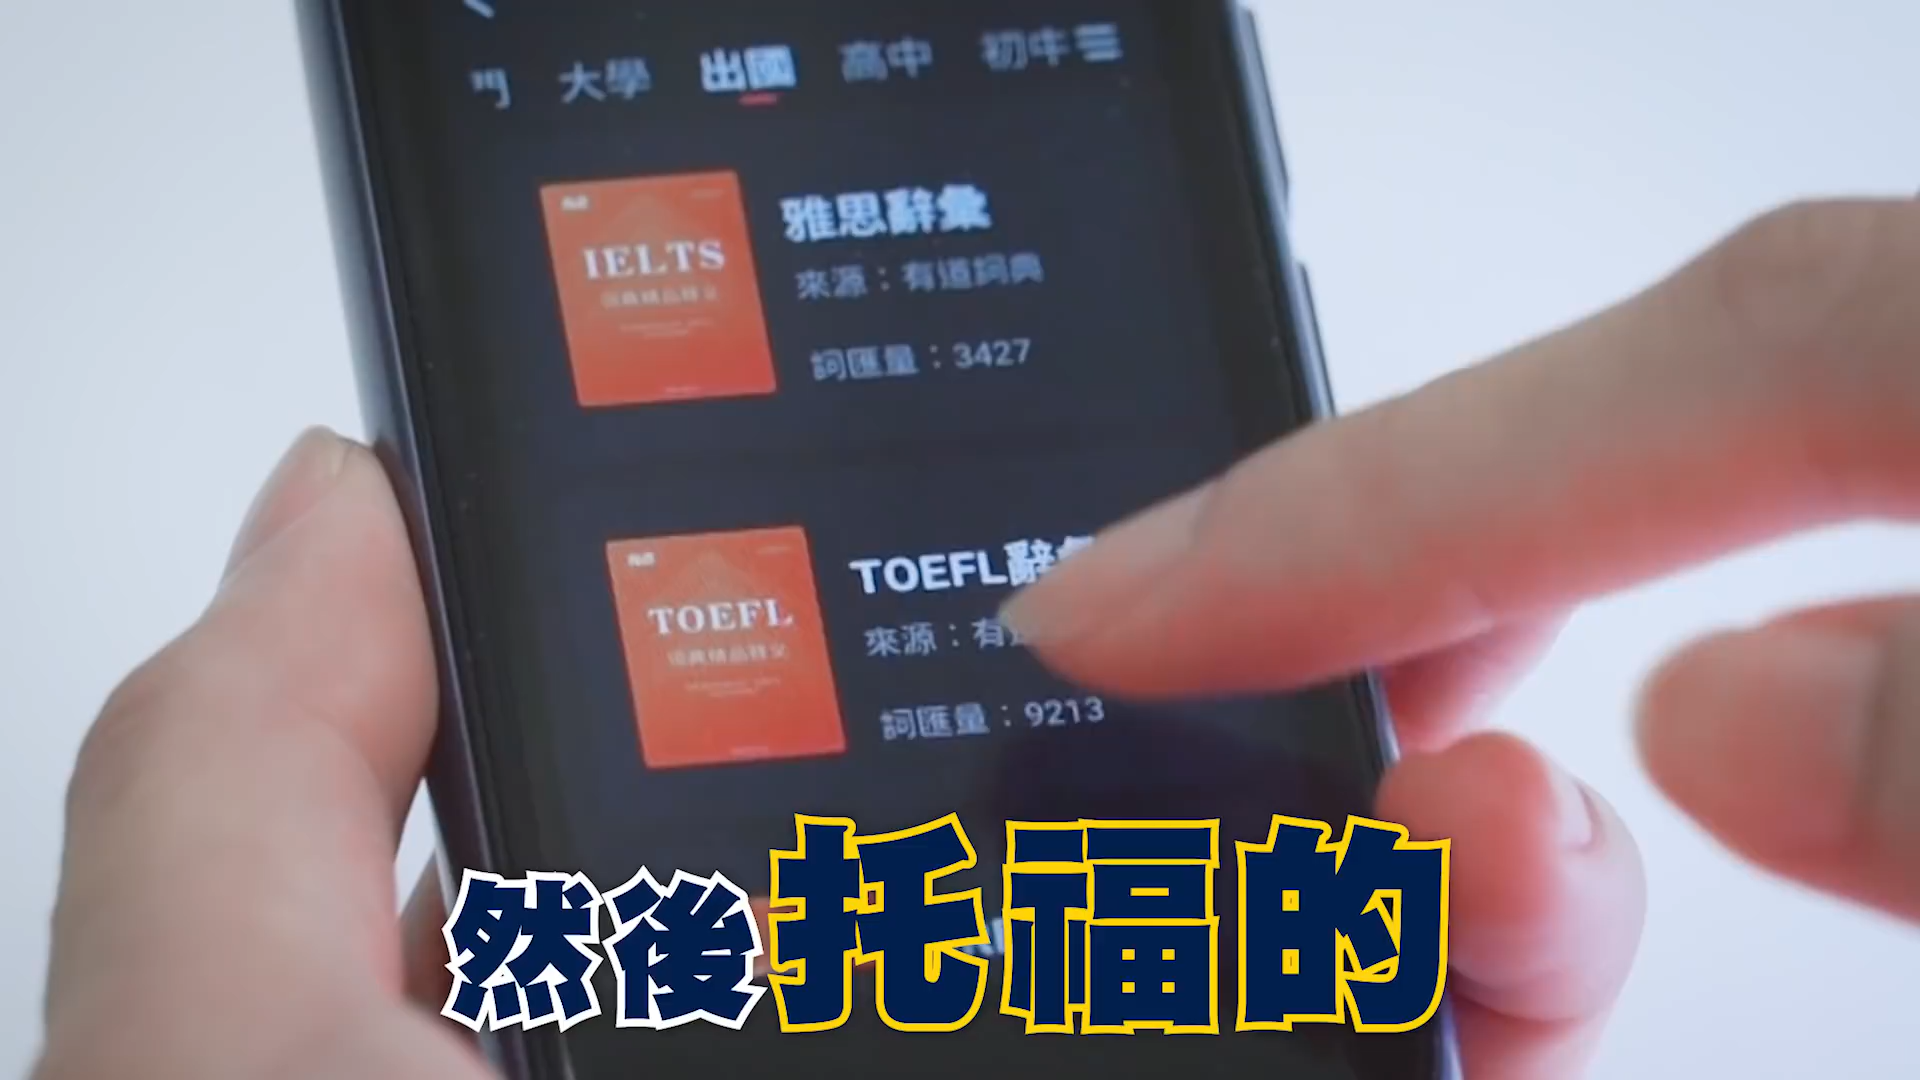 大學 出國 高中 初中
IELTS
雅思辭彙
來源：有道詞典
詞匯量：3427
TOEFL
TOEFL辭
來源：有道
詞匯量：9213
然後托福的